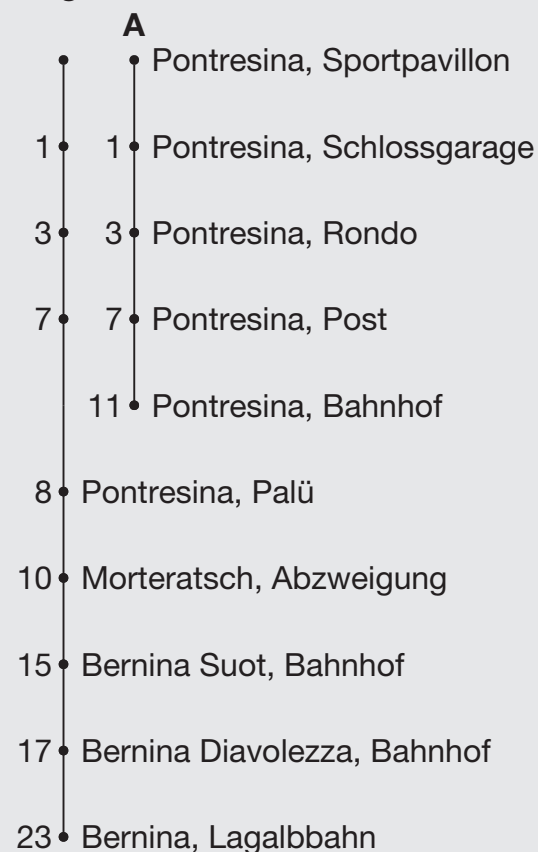 A
Pontresina, Sportpavillon
1 1 Pontresina, Schlossgarage
3 3 Pontresina, Rondo
7 7 Pontresina, Post
11 Pontresina, Bahnhof
8 Pontresina, Palü
10 Morteratsch, Abzweigung
15 Bernina Suot, Bahnhof
17 Bernina Diavolezza, Bahnhof
23 Bernina, Lagalbbahn